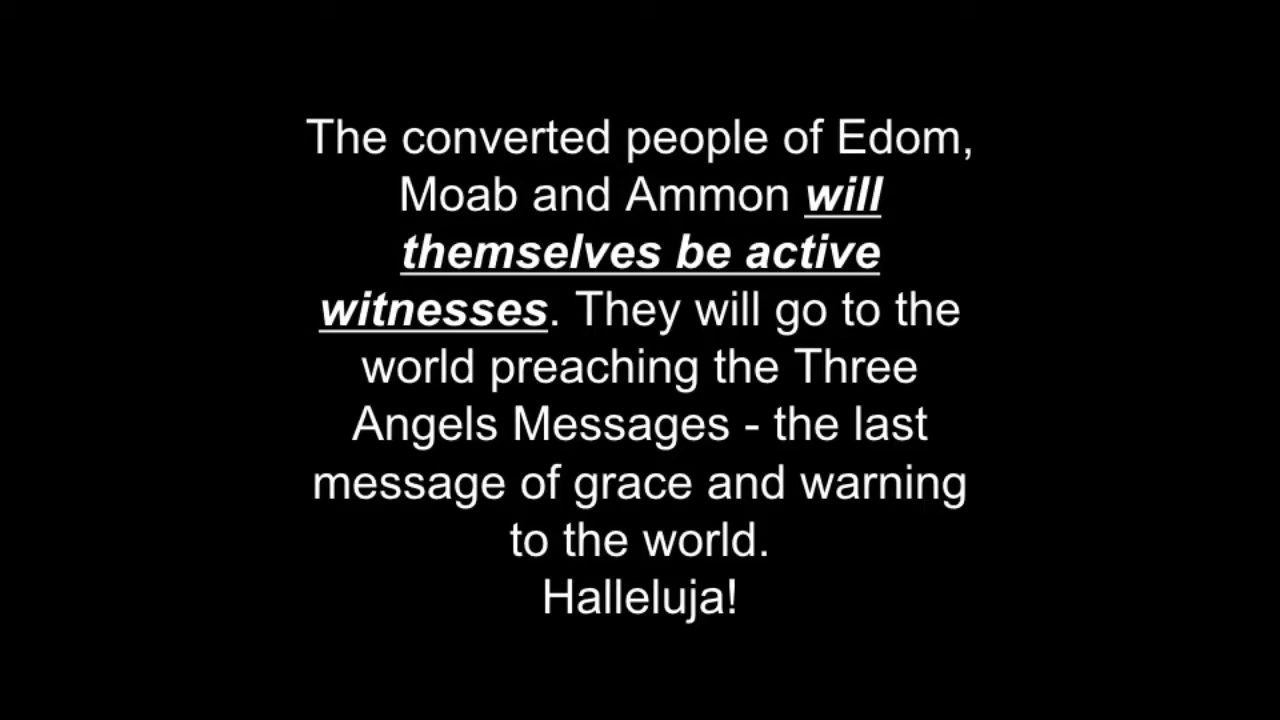 The converted people of Edom,
Moab and Ammon will
themselves be active
witnesses. They will go to the
world preaching the Three
Angels Messages - the last
message of grace and warning
to the world.
Halleluja!